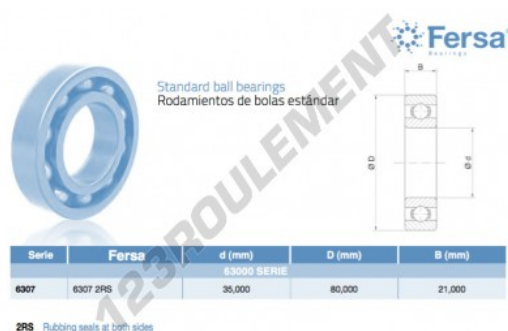 Fersa
Bearings
Standard ball bearings
Rodamientos de bolas estándar
B
Ø D
Ø d
Serie Fersa d (mm) D (mm) B (mm)
63000 SERIE
6307 6307 2RS 35,000 80,000 21,000
2RS Rubbing seals at both sides
123ROULEMENT